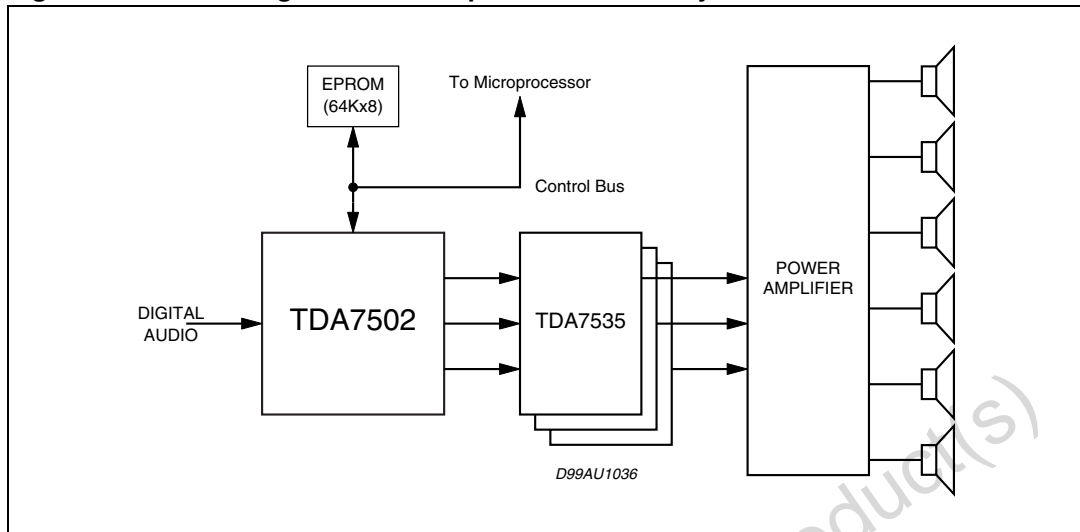 EPROM
(64Kx8)
To Microprocessor
Control Bus
DIGITAL
AUDIO
TDA7502
TDA7535
POWER
AMPLIFIER
D99AU1036